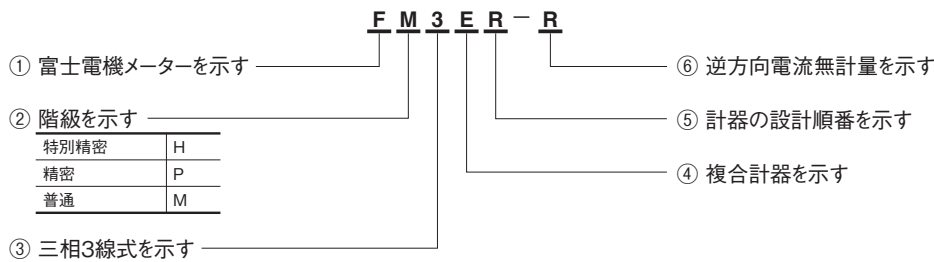 FM3ER－R
① 富士電機メーターを示す
⑥ 逆方向電流無計量を示す
② 階級を示す
⑤ 計器の設計順番を示す
特別精密 H
精密 P
普通 M
④ 複合計器を示す
③ 三相3線式を示す